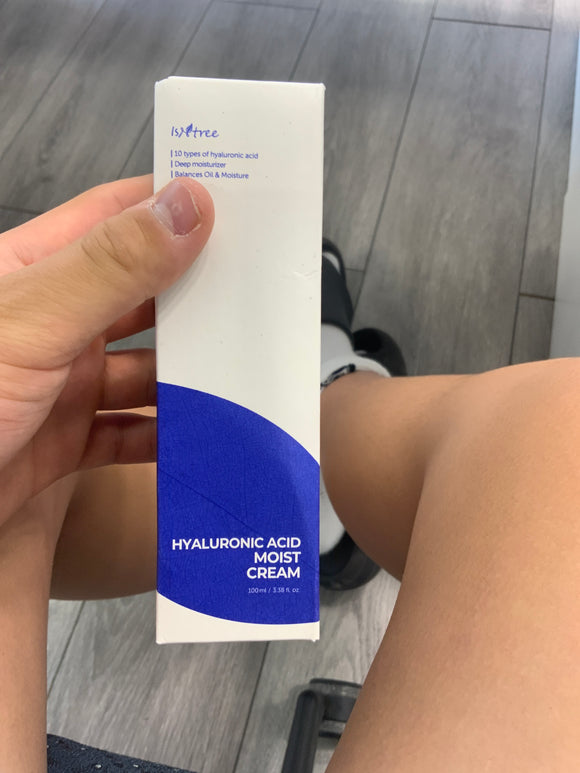 IsNtree
10 types of hyaluronic acid
Deep moisturizer
Balances Oil & Moisture
HYALURONIC ACID
MOIST
CREAM
100ml / 3.38 fl. oz